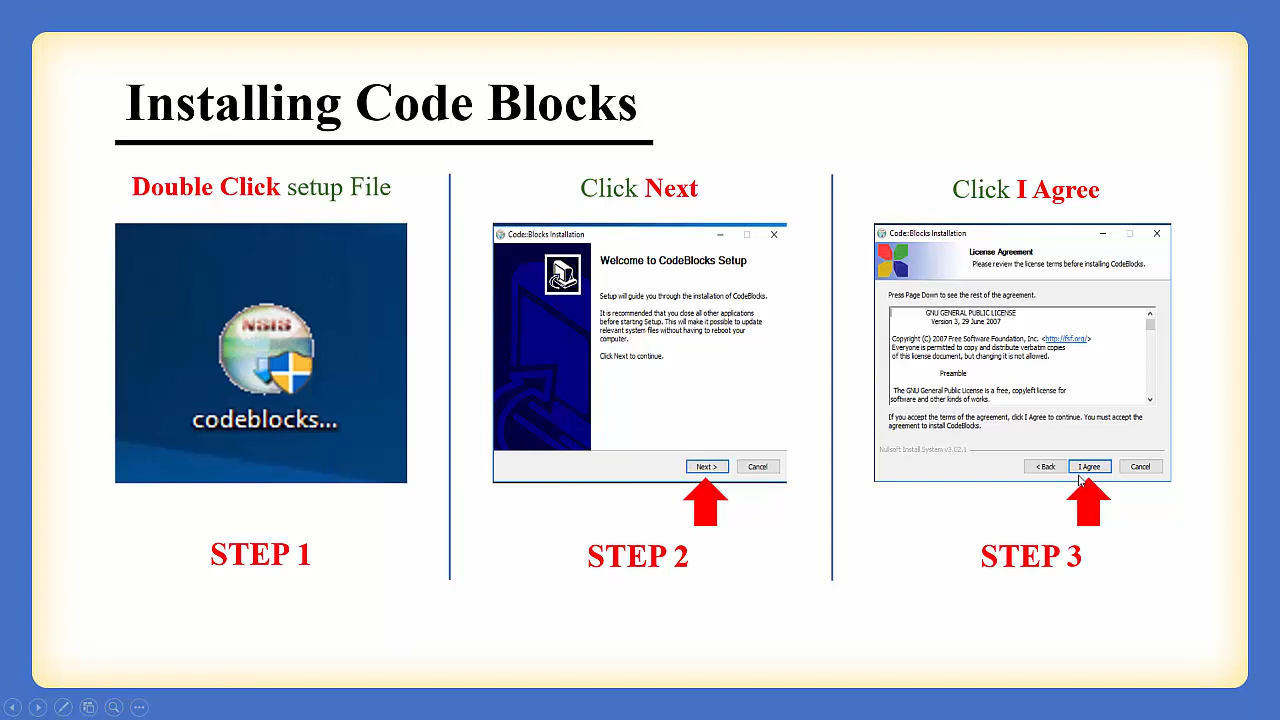 Installing Code Blocks
Double Click setup File
NSIS
codeblocks...
STEP 1
Click Next
Code::Blocks Installation
Welcome to CodeBlocks Setup
Setup will guide you through the installation of CodeBlocks.
It is recommended that you close all other applications
before starting Setup. This will make it possible to update
relevant system files without having to reboot your
computer.
Click Next to continue.
Next >
Cancel
STEP 2
Click I Agree
Code::Blocks Installation
License Agreement
Please review the license terms before installing CodeBlocks.
Press Page Down to see the rest of the agreement.
GNU GENERAL PUBLIC LICENSE
Version 3, 29 June 2007
Copyright (C) 2007 Free Software Foundation, Inc. <http://fsf.org/>
Everyone is permitted to copy and distribute verbatim copies
of this license document, but changing it is not allowed.
Preamble
The GNU General Public License is a free, copyleft license for
software and other kinds of works.
If you accept the terms of the agreement, click I Agree to continue. You must accept the
agreement to install CodeBlocks.
Nullsoft Install System v3.02.1
< Back
I Agree
Cancel
STEP 3